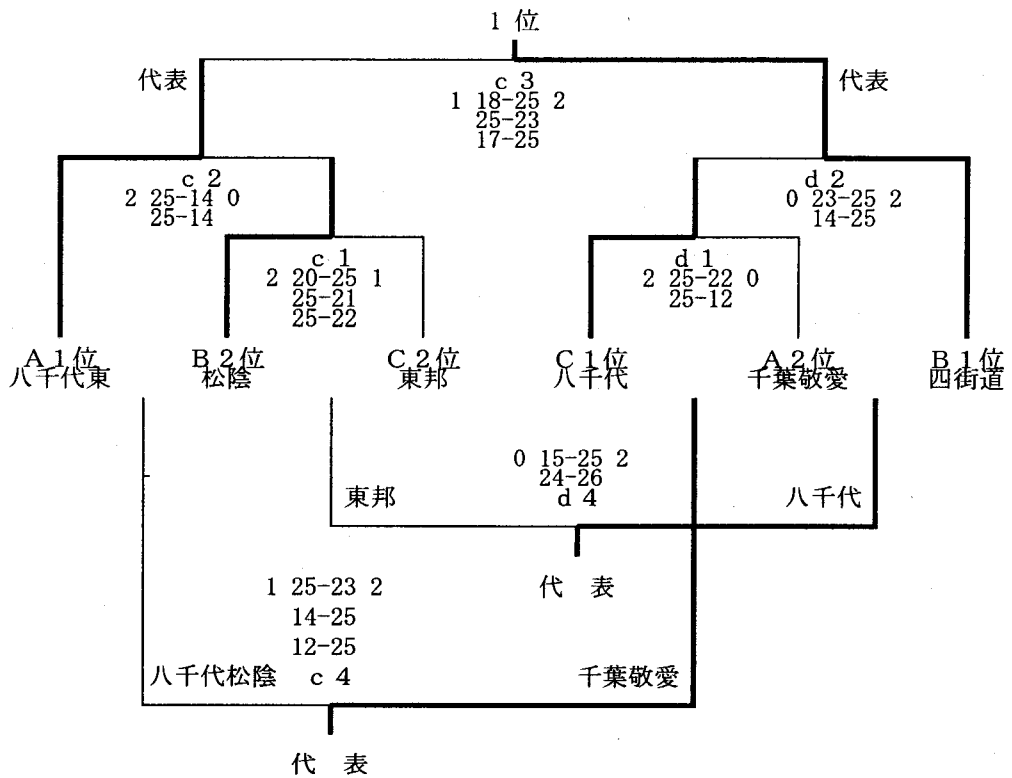 1 位
代表 代表
c 3
1 18-25 2
25-23
17-25
c 2
2 25-14 0
25-14
d 2
0 23-25 2
14-25
c 1
2 20-25 1
25-21
25-22
d 1
2 25-22 0
25-12
A 1位 B 2位 C 2位 C 1位 A 2位 B 1位
八千代東 松陰 東邦 八千代 千葉敬愛 四街道
0 15-25 2
24-26
東邦 d 4 八千代
代 表
1 25-23 2
14-25
12-25
八千代松陰 c 4 千葉敬愛
代 表